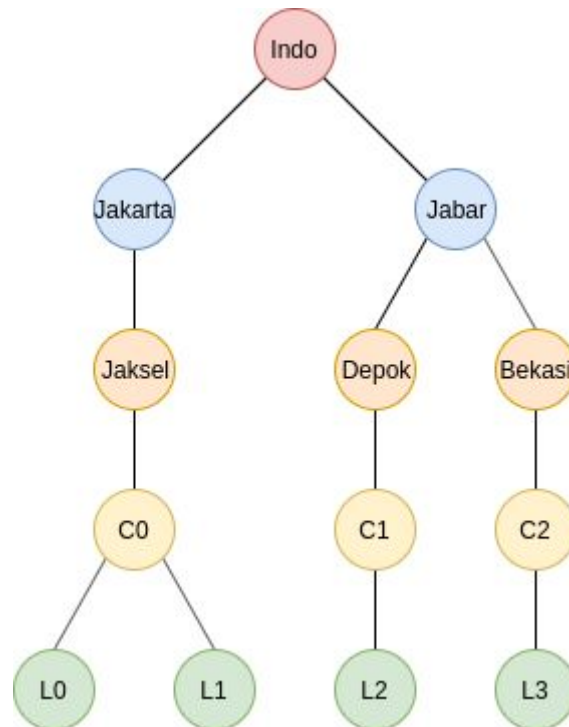 Indo
Jakarta
Jabar
Jaksel
Depok
Bekasi
C0
C1
C2
L0
L1
L2
L3